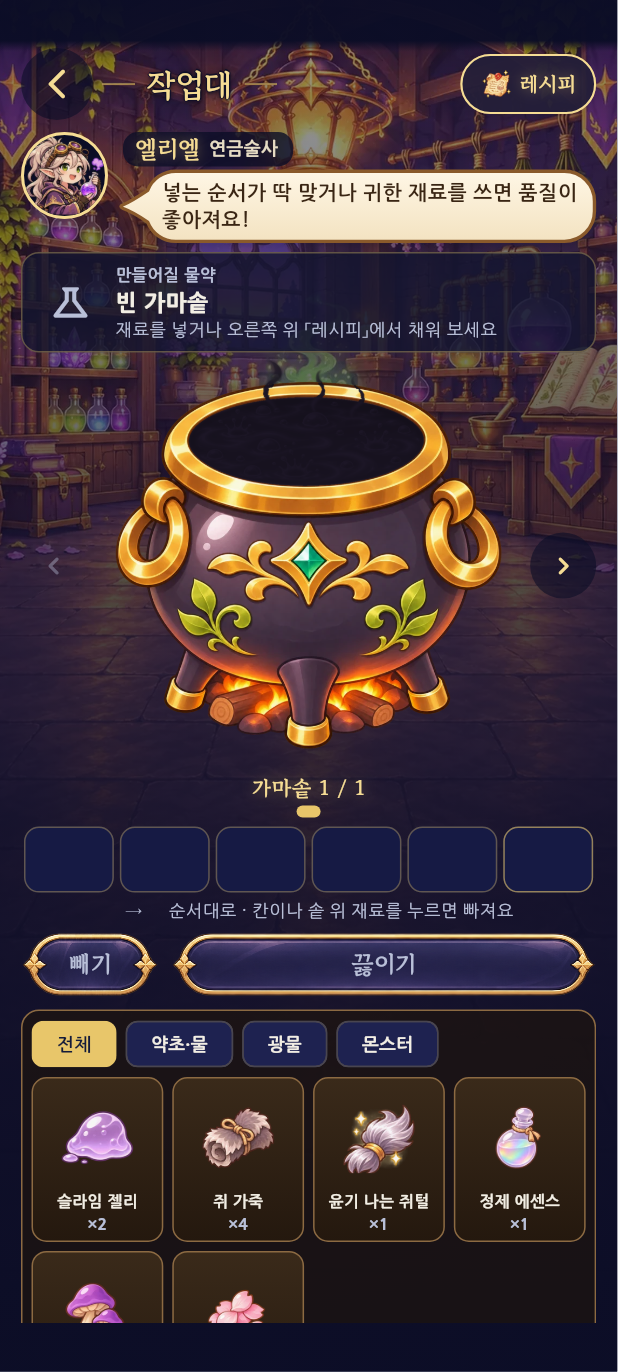 작업대
레시피
엘리엘 연금술사
넣는 순서가 딱 맞거나 귀한 재료를 쓰면 품질이
좋아져요!
만들어질 물약
빈 가마솥
재료를 넣거나 오른쪽 위 「레시피」에서 채워 보세요
가마솥 1 / 1
→ 순서대로 · 칸이나 솥 위 재료를 누르면 빠져요
빼기
끓이기
전체
약초·물
광물
몬스터
슬라임 젤리
×2
쥐 가죽
×4
윤기 나는 쥐털
×1
정제 에센스
×1